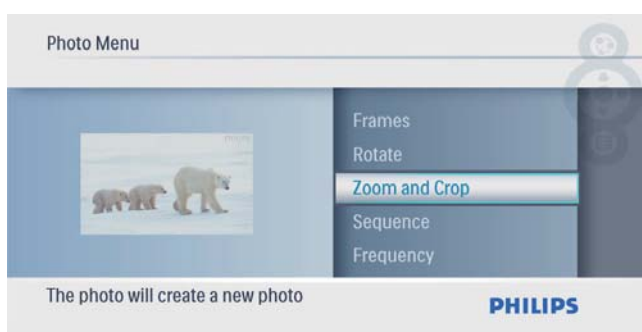 Photo Menu
Frames
Rotate
Zoom and Crop
Sequence
Frequency
The photo will create a new photo
PHILIPS